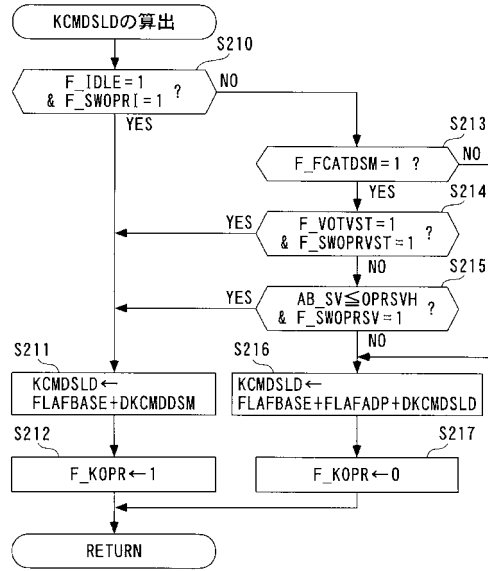 KCMDSLDの算出
S210
F_IDLE=1
& F_SWOPRI=1 ?
NO
YES
S213
F_FCATDSM=1 ?
NO
YES
S214
F_VOTVST=1
& F_SWOPRVST=1 ?
YES
NO
S215
AB_SV≦OPRSVH
& F_SWOPRSV=1 ?
YES
NO
S211
KCMDSLD←
FLAFBASE+DKCMDDSM
S216
KCMDSLD←
FLAFBASE+FLAFADP+DKCMDSLD
S212
F_KOPR←1
S217
F_KOPR←0
RETURN